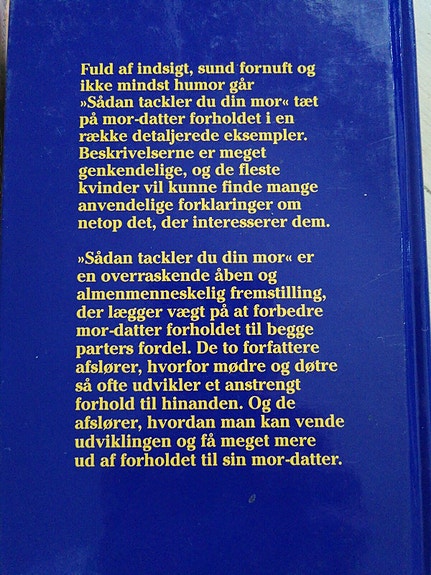 Fuld af indsigt, sund fornuft og
ikke mindst humor går
»Sådan tackler du din mor« tæt
på mor-datter forholdet i en
række detaljerede eksempler.
Beskrivelserne er meget
genkendelige, og de fleste
kvinder vil kunne finde mange
anvendelige forklaringer om
netop det, der interesserer dem.
»Sådan tackler du din mor« er
en overraskende åben og
almenmenneskelig fremstilling,
der lægger vægt på at forbedre
mor-datter forholdet til begge
parters fordel. De to forfattere
afslører, hvorfor mødre og døtre
så ofte udvikler et anstrengt
forhold til hinanden. Og de
afslører, hvordan man kan vende
udviklingen og få meget mere
ud af forholdet til sin mor-datter.